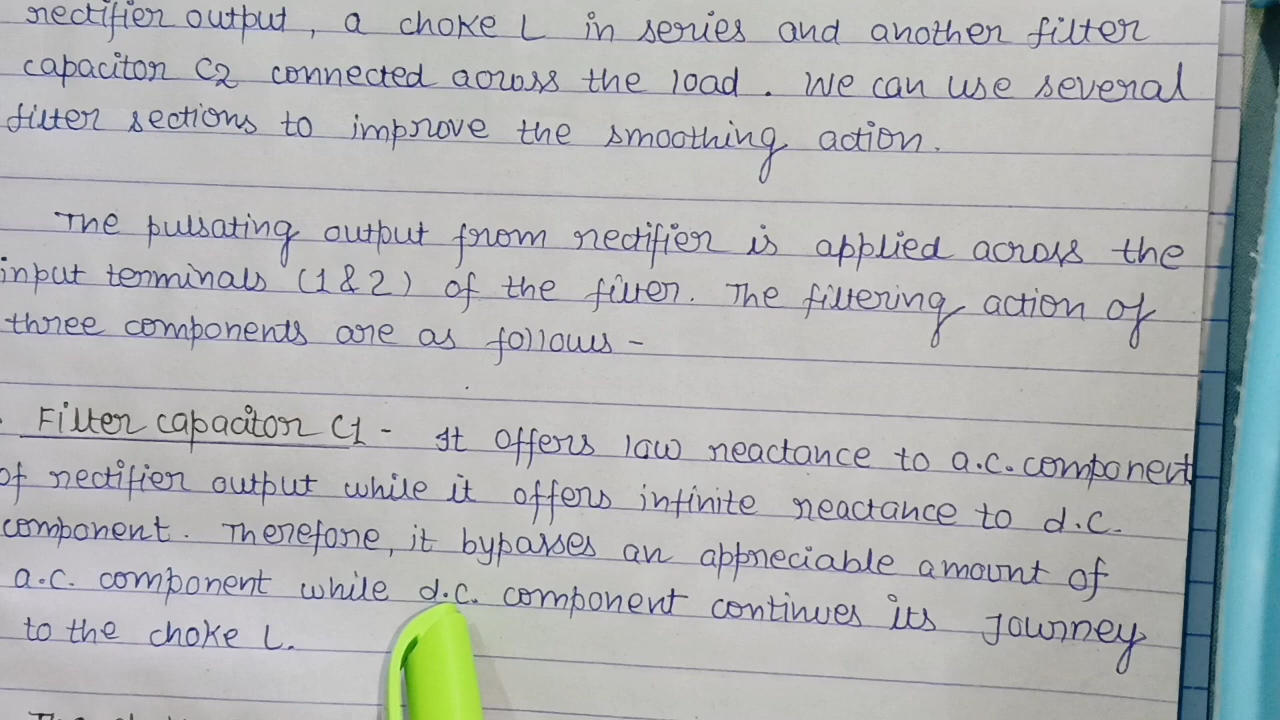 rectifier output, a choke L in series and another filter
capacitor C2 connected across the load. We can use several
filter sections to improve the smoothing action.
The pulsating output from rectifier is applied across the
input terminals (1 & 2) of the filter. The filtering action of
three components are as follows -
Filter capacitor C1 - It offers law reactance to a.c. component
of rectifier output while it offers infinite reactance to d.c.
component. Therefore, it bypasses an appreciable amount of
a.c. component while d.c. component continues its journey
to the choke L.